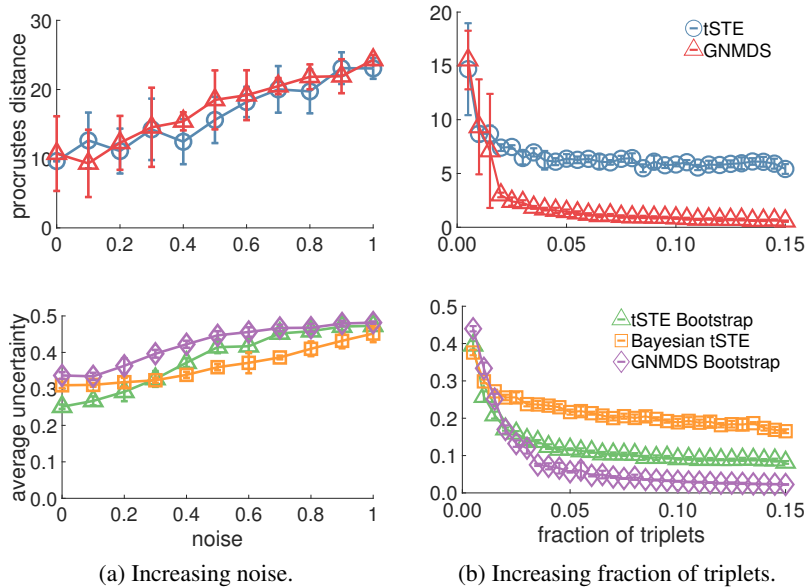 30
20
10
0
procrustes distance
0 0.2 0.4 0.6 0.8 1
20
15
10
5
0
0.00 0.05 0.10 0.15
tSTE
GNMDS
0.5
0.4
0.3
0.2
0.1
0.0
average uncertainty
0 0.2 0.4 0.6 0.8 1
noise
0.5
0.4
0.3
0.2
0.1
0.0
0.00 0.05 0.10 0.15
fraction of triplets
tSTE Bootstrap
Bayesian tSTE
GNMDS Bootstrap
(a) Increasing noise.
(b) Increasing fraction of triplets.